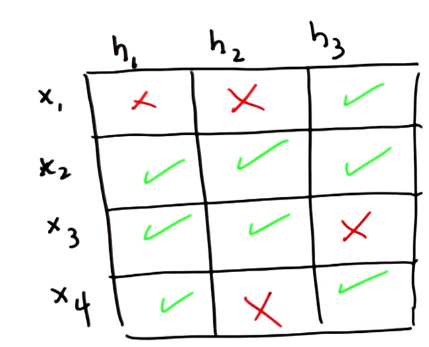 h₁ h₂ h₃
x₁ ✗ ✗ ✓
x₂ ✓ ✓ ✓
x₃ ✓ ✓ ✗
x₄ ✓ ✗ ✓